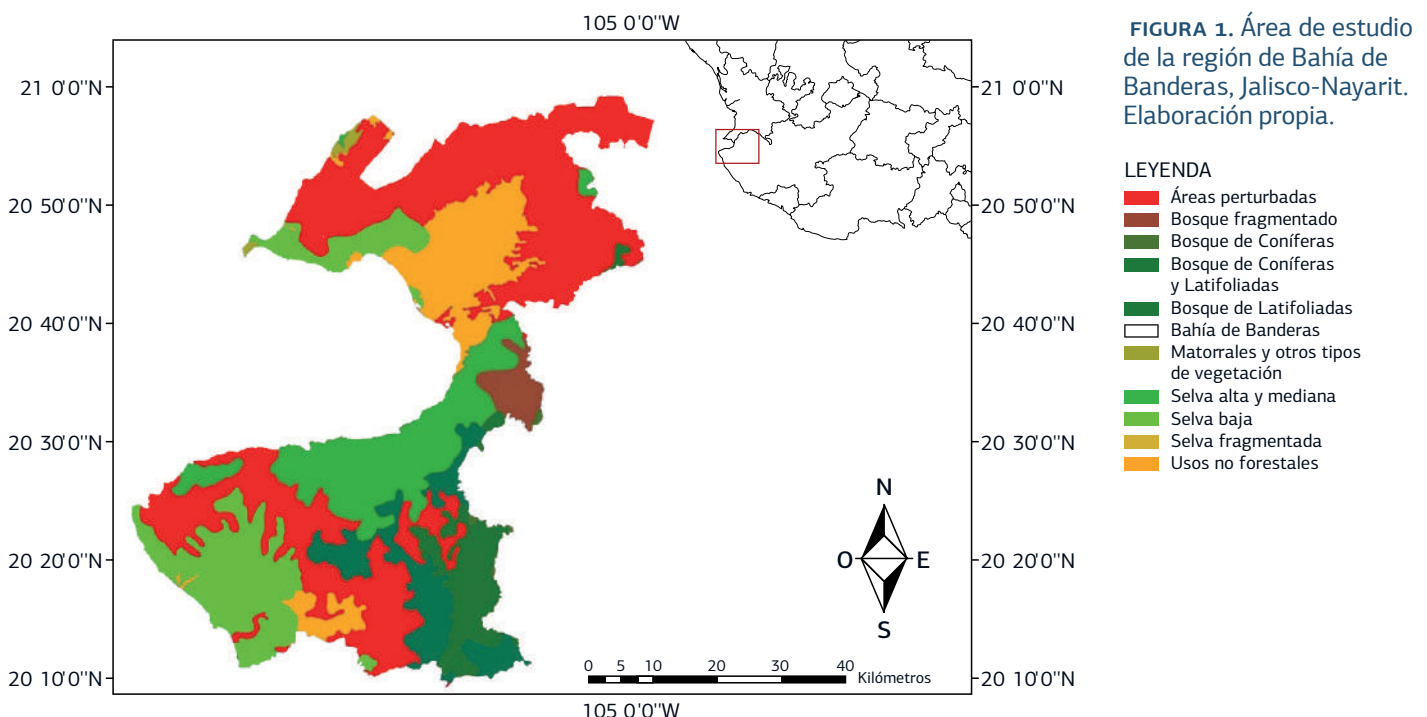 105 0'0"W
21 0'0"N
20 50'0"N
20 40'0"N
20 30'0"N
20 20'0"N
20 10'0"N
21 0'0"N
20 50'0"N
20 40'0"N
20 30'0"N
20 20'0"N
20 10'0"N
N
O E
S
0 5 10 20 30 40 Kilómetros
105 0'0"W
FIGURA 1. Área de estudio
de la región de Bahía de
Banderas, Jalisco-Nayarit.
Elaboración propia.
LEYENDA
Áreas perturbadas
Bosque fragmentado
Bosque de Coníferas
Bosque de Coníferas
y Latifoliadas
Bosque de Latifoliadas
Bahía de Banderas
Matorrales y otros tipos
de vegetación
Selva alta y mediana
Selva baja
Selva fragmentada
Usos no forestales